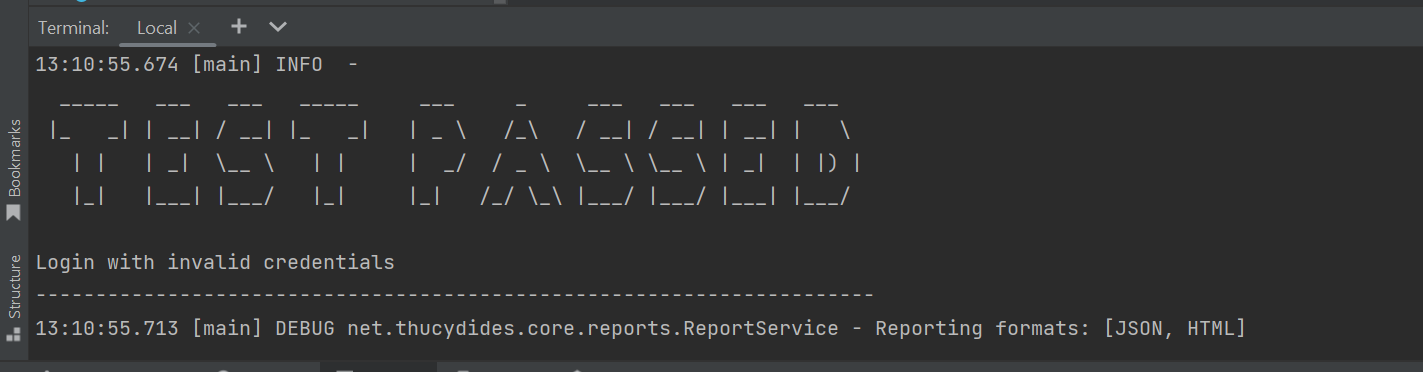 Terminal: Local
13:10:55.674 [main] INFO  -
TEST PASSED
Login with invalid credentials
----------------------------------------------------------------------
13:10:55.713 [main] DEBUG net.thucydides.core.reports.ReportService - Reporting formats: [JSON, HTML]
Bookmarks
Structure